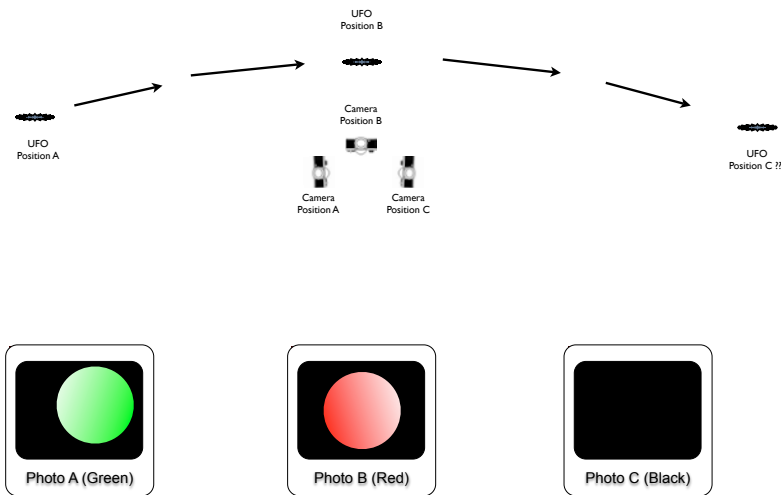 UFO
Position B
UFO
Position A
Camera
Position B
UFO
Position C ??
Camera
Position A
Camera
Position C
Photo A (Green)
Photo B (Red)
Photo C (Black)